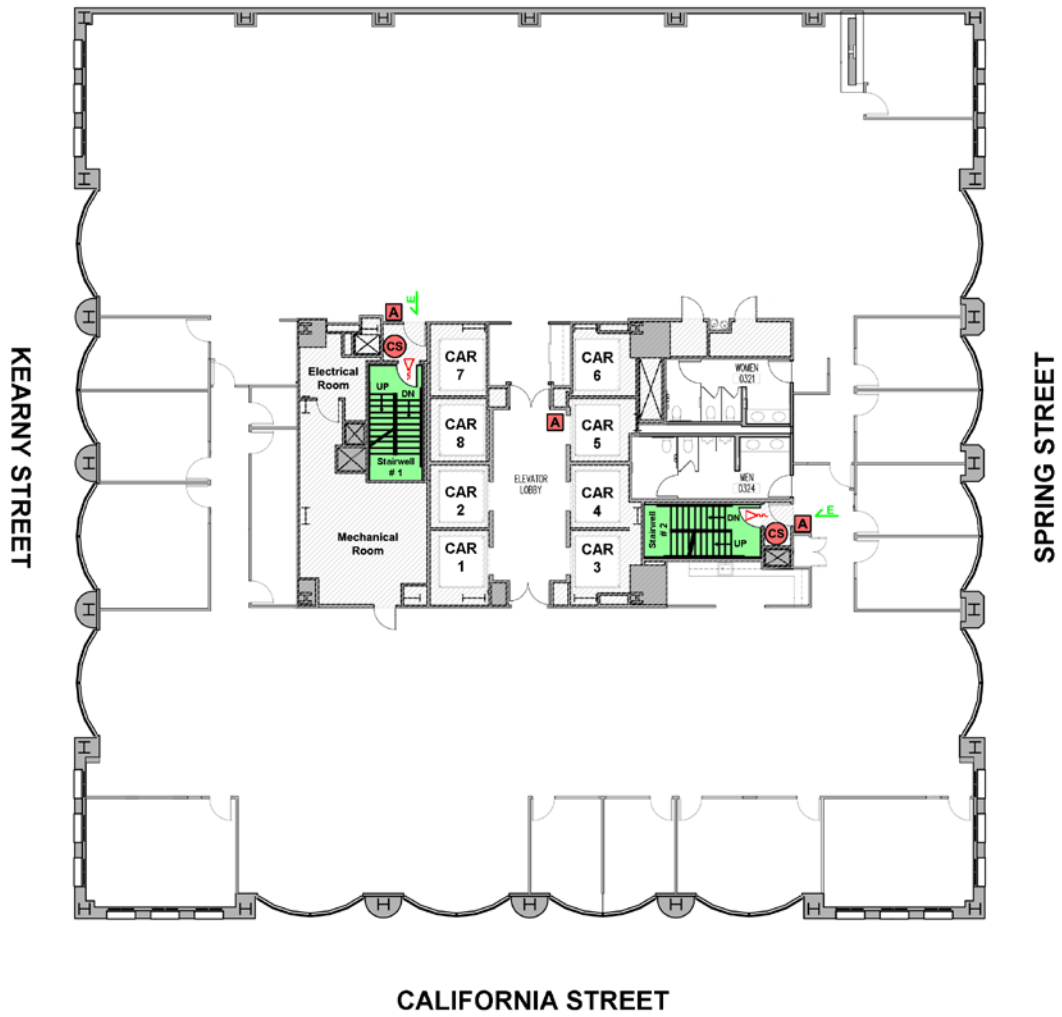 E
A
CS
Electrical
Room
UP
DN
Stairwell
# 1
Mechanical
Room
CAR
7
CAR
8
CAR
2
CAR
1
A
ELEVATOR
LOBBY
CAR
6
CAR
5
CAR
4
CAR
3
WOMEN
0321
MEN
0324
Stairwell
# 2
DN
UP
CS
A
E
KEARNY STREET
SPRING STREET
CALIFORNIA STREET